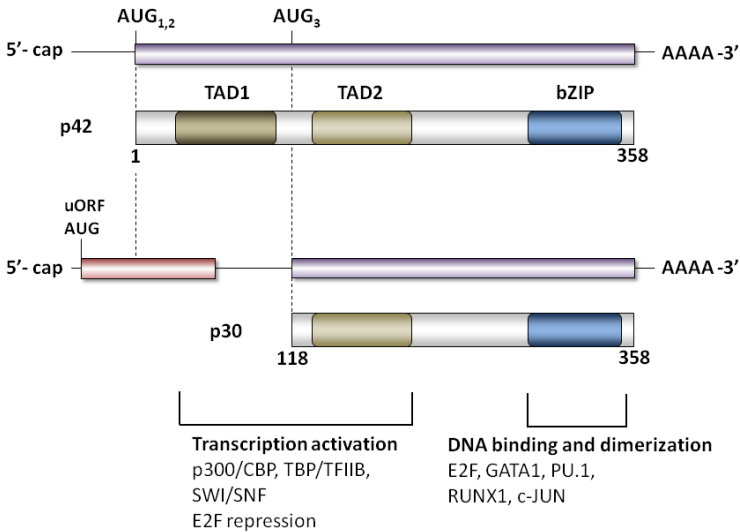 AUG1,2
AUG3
5’- cap
AAAA -3’
TAD1
TAD2
bZIP
p42
1
358
uORF
AUG
5’- cap
AAAA -3’
p30
118
358
Transcription activation
p300/CBP, TBP/TFIIB,
SWI/SNF
E2F repression
DNA binding and dimerization
E2F, GATA1, PU.1,
RUNX1, c-JUN